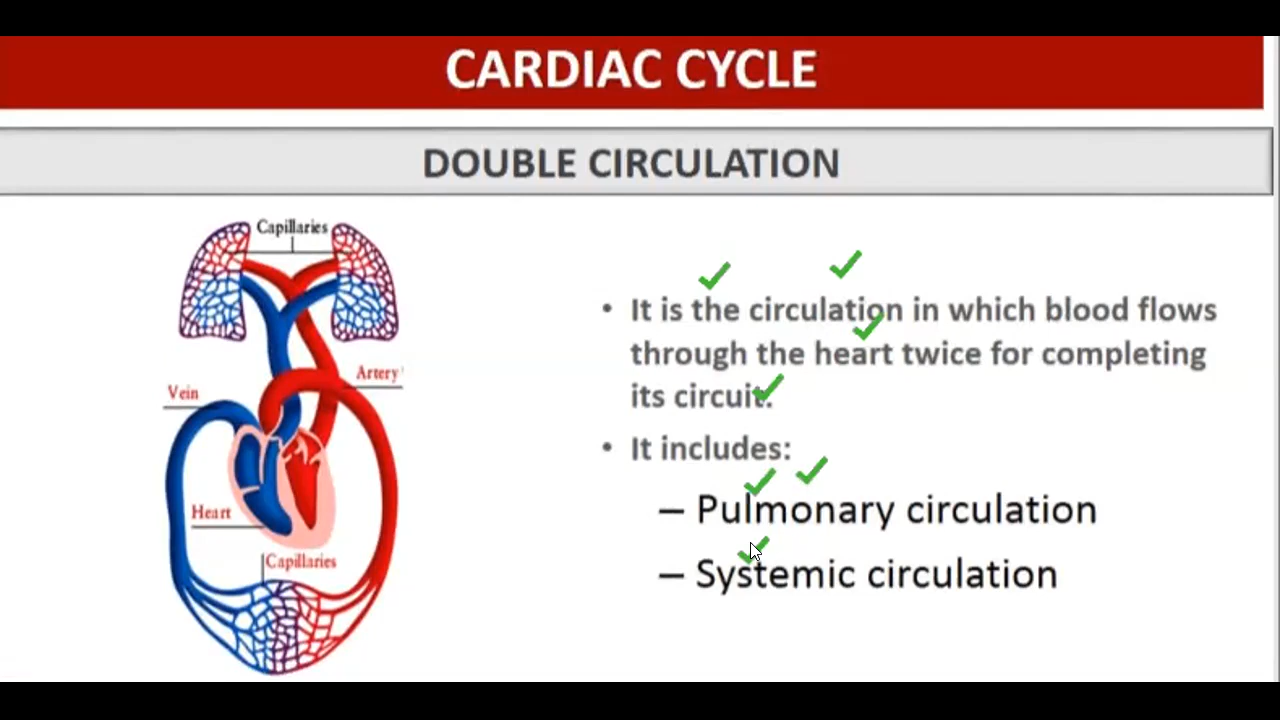 CARDIAC CYCLE
DOUBLE CIRCULATION
Capillaries
Artery
Vein
Heart
Capillaries
• It is the circulation in which blood flows
through the heart twice for completing
its circuit.
• It includes:
– Pulmonary circulation
– Systemic circulation